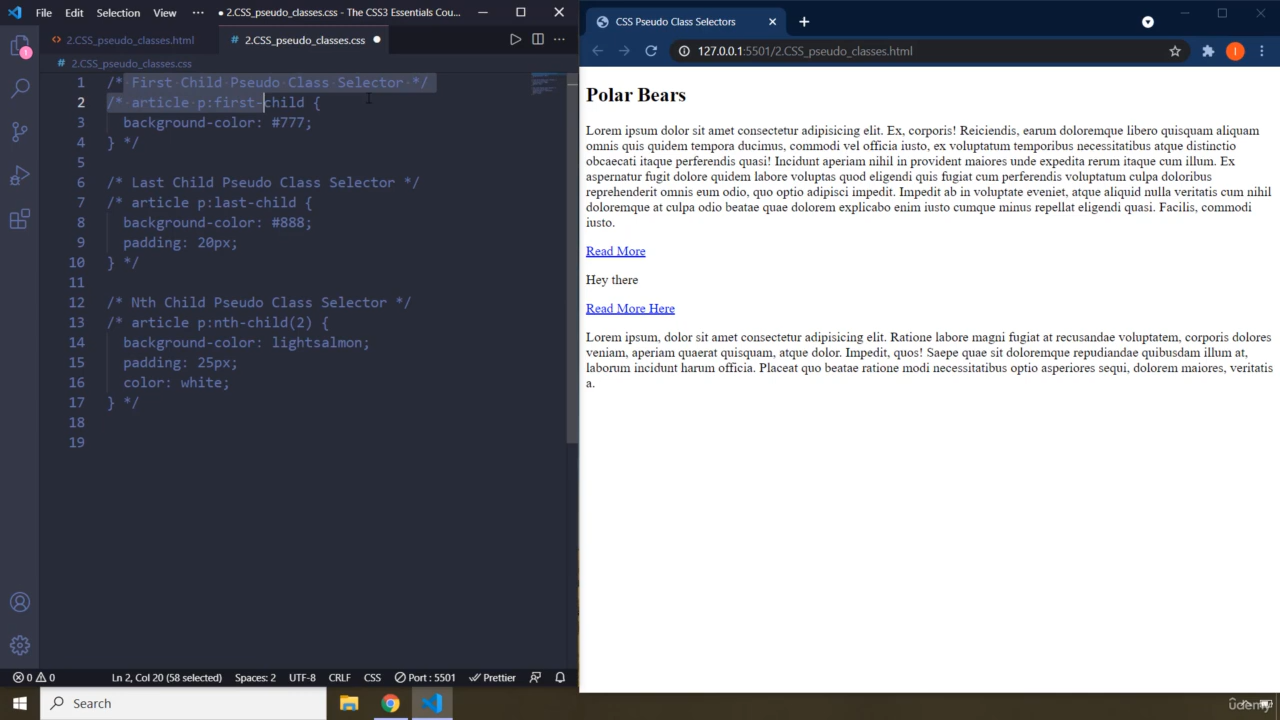 File Edit Selection View ··· ● 2.CSS_pseudo_classes.css - The CSS3 Essentials Cou...
2.CSS_pseudo_classes.html
# 2.CSS_pseudo_classes.css ●
# 2.CSS_pseudo_classes.css
1 /* First Child Pseudo Class Selector */
2 /* article p:first-child {
3 background-color: #777;
4 } */
5
6 /* Last Child Pseudo Class Selector */
7 /* article p:last-child {
8 background-color: #888;
9 padding: 20px;
10 } */
11
12 /* Nth Child Pseudo Class Selector */
13 /* article p:nth-child(2) {
14 background-color: lightsalmon;
15 padding: 25px;
16 color: white;
17 } */
18
19
1
0 0 Ln 2, Col 20 (58 selected) Spaces: 2 UTF-8 CRLF CSS Port : 5501 Prettier
Search
CSS Pseudo Class Selectors
127.0.0.1:5501/2.CSS_pseudo_classes.html
I
Polar Bears
Lorem ipsum dolor sit amet consectetur adipisicing elit. Ex, corporis! Reiciendis, earum doloremque libero quisquam aliquam
omnis quis quidem tempora ducimus, commodi vel officia iusto, ex voluptatum temporibus necessitatibus atque distinctio
obcaecati itaque perferendis quasi! Incidunt aperiam nihil in provident maiores unde expedita rerum itaque cum illum. Ex
aspernatur fugit dolore quidem labore voluptas quod eligendi quis fugiat cum perferendis voluptatum culpa doloribus
reprehenderit omnis eum odio, quo optio adipisci impedit. Impedit ab in voluptate eveniet, atque aliquid nulla veritatis cum nihil
doloremque at culpa odio beatae quae dolorem explicabo enim iusto cumque minus repellat eligendi quasi. Facilis, commodi
iusto.
Read More
Hey there
Read More Here
Lorem ipsum, dolor sit amet consectetur adipisicing elit. Ratione labore magni fugiat at recusandae voluptatem, corporis dolores
veniam, aperiam quaerat quisquam, atque dolor. Impedit, quos! Saepe quae sit doloremque repudiandae quibusdam illum at,
laborum incidunt harum officia. Placeat quo beatae ratione modi necessitatibus optio asperiores sequi, dolorem maiores, veritatis
a.
udemy